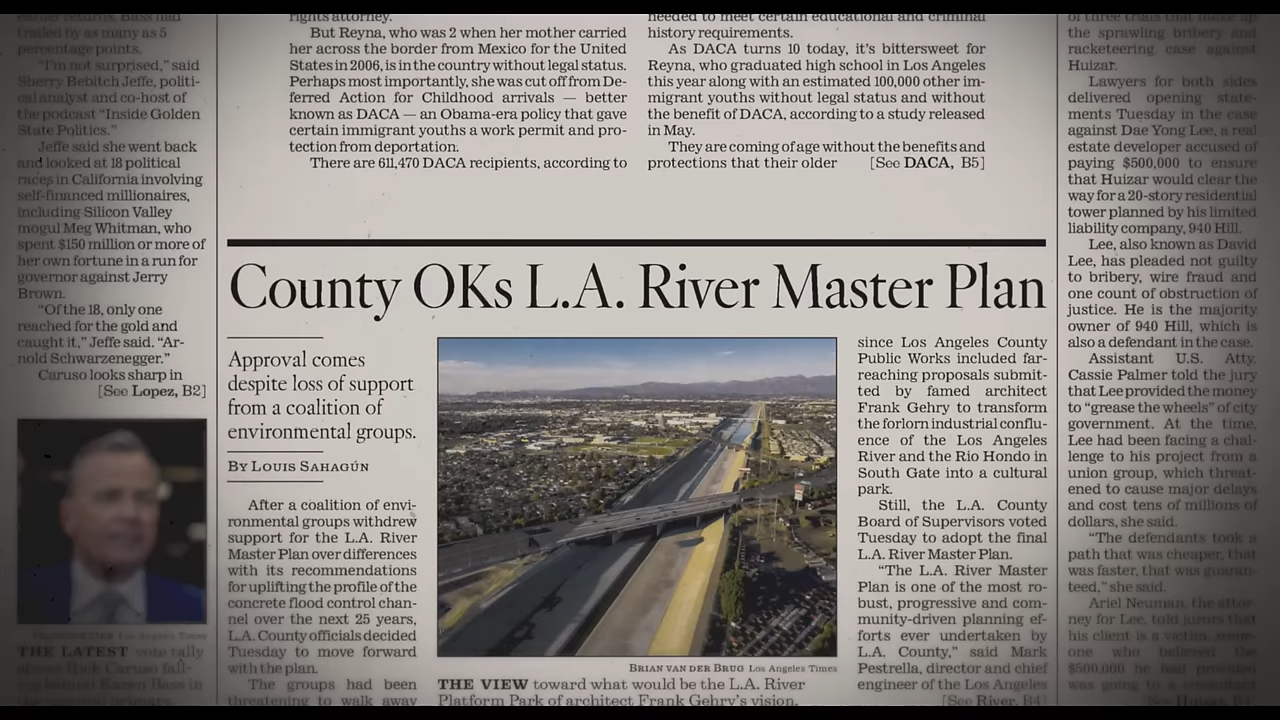 earlier returns, Bass had
trailed by as many as 5
percentage points.
"I'm not surprised," said
Sherry Bebitch Jeffe, politi-
cal analyst and co-host of
the podcast "Inside Golden
State Politics."
Jeffe said she went back
and looked at 18 political
races in California involving
self-financed millionaires,
including Silicon Valley
mogul Meg Whitman, who
spent $150 million or more of
her own fortune in a run for
governor against Jerry
Brown.
"Of the 18, only one
reached for the gold and
caught it," Jeffe said. "Ar-
nold Schwarzenegger."
Caruso looks sharp in
[See Lopez, B2]
Los Angeles Times
THE LATEST vote tally
rights attorney.
But Reyna, who was 2 when her mother carried
her across the border from Mexico for the United
States in 2006, is in the country without legal status.
Perhaps most importantly, she was cut off from De-
ferred Action for Childhood arrivals — better
known as DACA — an Obama-era policy that gave
certain immigrant youths a work permit and pro-
tection from deportation.
There are 611,470 DACA recipients, according to
needed to meet certain educational and criminal
history requirements.
As DACA turns 10 today, it's bittersweet for
Reyna, who graduated high school in Los Angeles
this year along with an estimated 100,000 other im-
migrant youths without legal status and without
the benefit of DACA, according to a study released
in May.
They are coming of age without the benefits and
protections that their older [See DACA, B5]
County OKs L.A. River Master Plan
Approval comes
despite loss of support
from a coalition of
environmental groups.
BY LOUIS SAHAGÚN
After a coalition of envi-
ronmental groups withdrew
support for the L.A. River
Master Plan over differences
with its recommendations
for uplifting the profile of the
concrete flood control chan-
nel over the next 25 years,
L.A. County officials decided
Tuesday to move forward
with the plan.
The groups had been
threatening to walk away
BRIAN VAN DER BRUG Los Angeles Times
THE VIEW toward what would be the L.A. River
Platform Park of architect Frank Gehry's vision.
since Los Angeles County
Public Works included far-
reaching proposals submit-
ted by famed architect
Frank Gehry to transform
the forlorn industrial conflu-
ence of the Los Angeles
River and the Rio Hondo in
South Gate into a cultural
park.
Still, the L.A. County
Board of Supervisors voted
Tuesday to adopt the final
L.A. River Master Plan.
"The L.A. River Master
Plan is one of the most ro-
bust, progressive and com-
munity-driven planning ef-
forts ever undertaken by
L.A. County," said Mark
Pestrella, director and chief
engineer of the Los Angeles
[See River, B4]
of three trials that make up
the sprawling bribery and
racketeering case against
Huizar.
Lawyers for both sides
delivered opening state-
ments Tuesday in the case
against Dae Yong Lee, a real
estate developer accused of
paying $500,000 to ensure
that Huizar would clear the
way for a 20-story residential
tower planned by his limited
liability company, 940 Hill.
Lee, also known as David
Lee, has pleaded not guilty
to bribery, wire fraud and
one count of obstruction of
justice. He is the majority
owner of 940 Hill, which is
also a defendant in the case.
Assistant U.S. Atty.
Cassie Palmer told the jury
that Lee provided the money
to "grease the wheels" of city
government. At the time,
Lee had been facing a chal-
lenge to his project from a
union group, which threat-
ened to cause major delays
and cost tens of millions of
dollars, she said.
"The defendants took a
path that was cheaper, that
was faster, that was guaran-
teed," she said.
Ariel Neuman, the attor-
ney for Lee, told jurors that
his client is a victim, some-
one who believed the
$500,000 he had promised
was going to a consultant